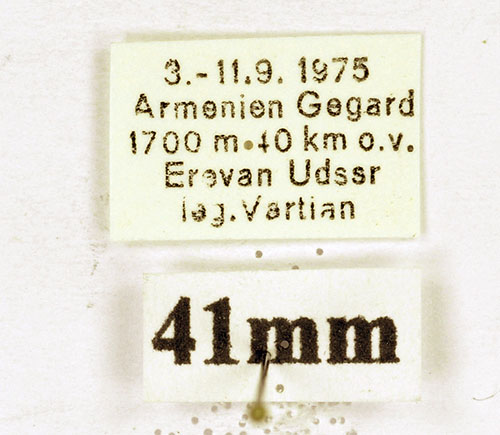 3.-11.9. 1975
Armenien Gegard
1700 m 40 km o.v.
Erevan Udssr
leg.Vartian
41mm